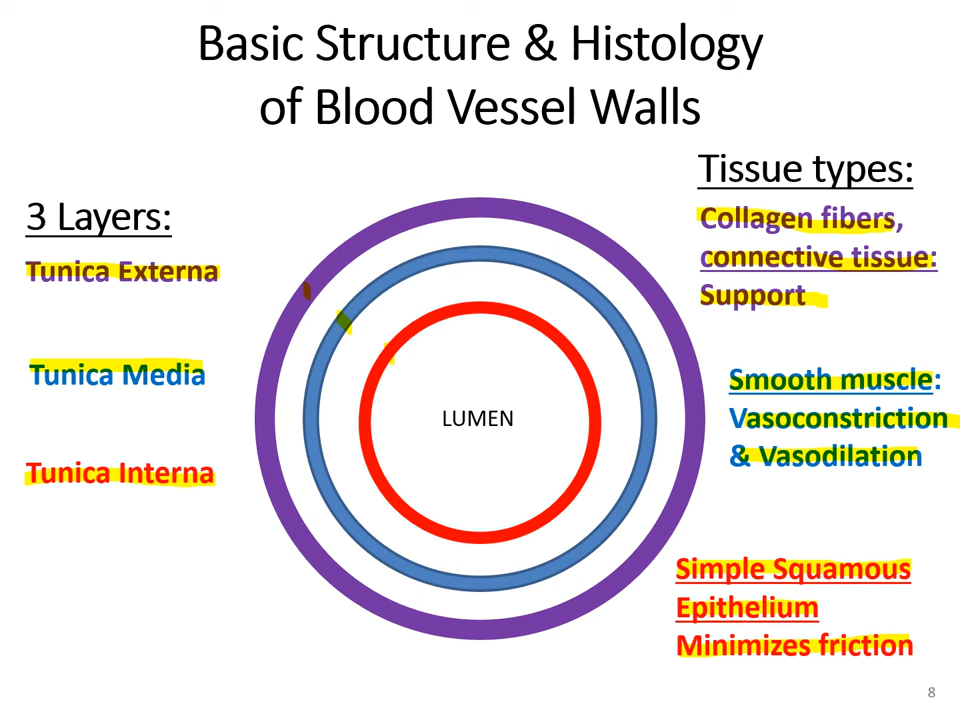 Basic Structure & Histology
of Blood Vessel Walls
3 Layers:
Tunica Externa
Tunica Media
Tunica Interna
LUMEN
Tissue types:
Collagen fibers,
connective tissue:
Support
Smooth muscle:
Vasoconstriction
& Vasodilation
Simple Squamous
Epithelium
Minimizes friction
8